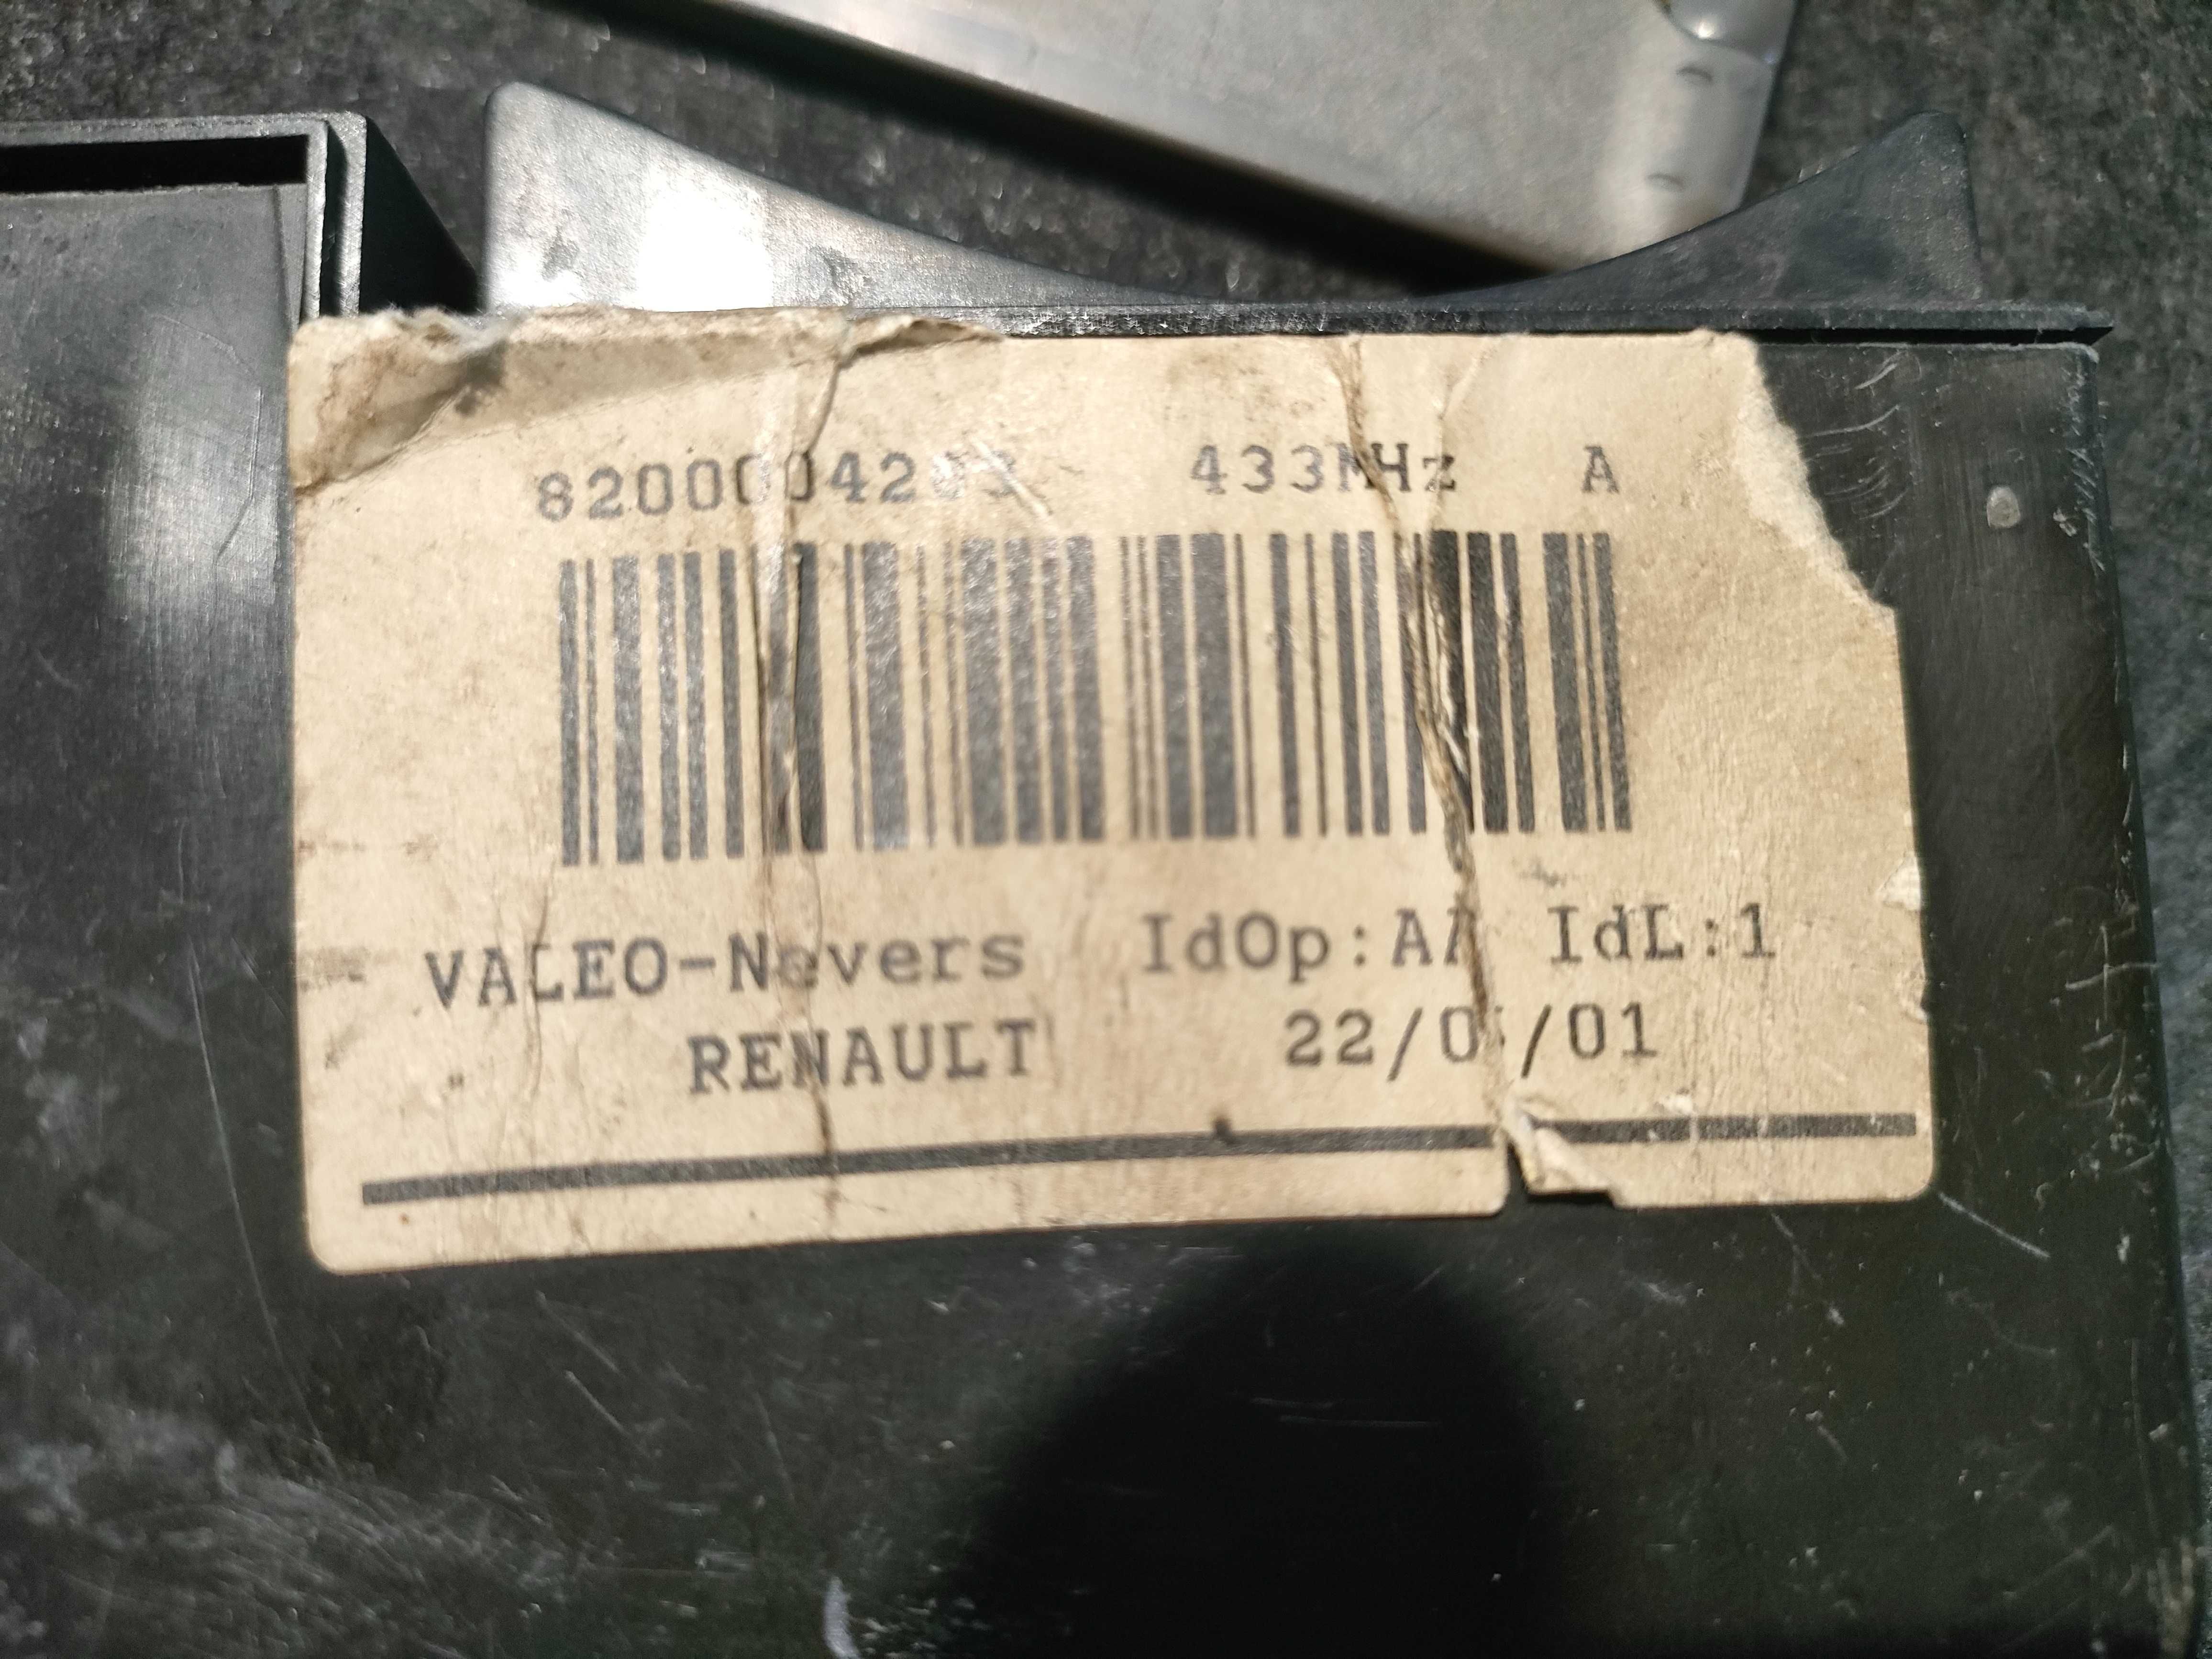 433MHz A
VALEO-Nevers IdOp:AA IdL:1
RENAULT